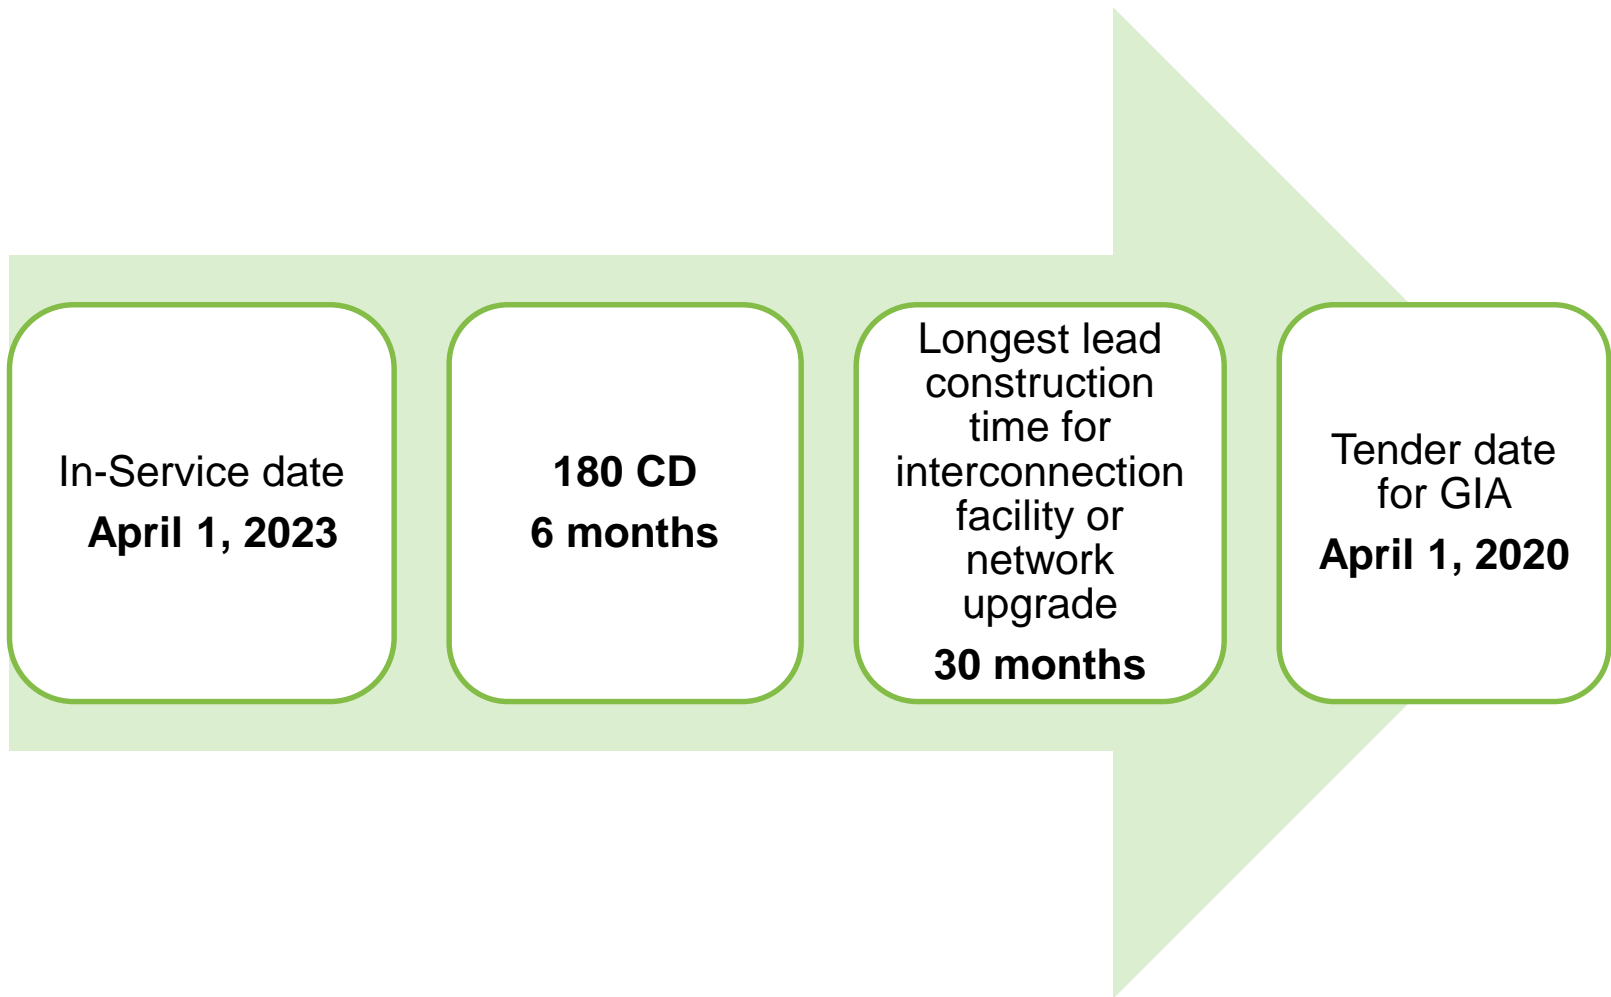 In-Service date
April 1, 2023
180 CD
6 months
Longest lead
construction
time for
interconnection
facility or
network
upgrade
30 months
Tender date
for GIA
April 1, 2020